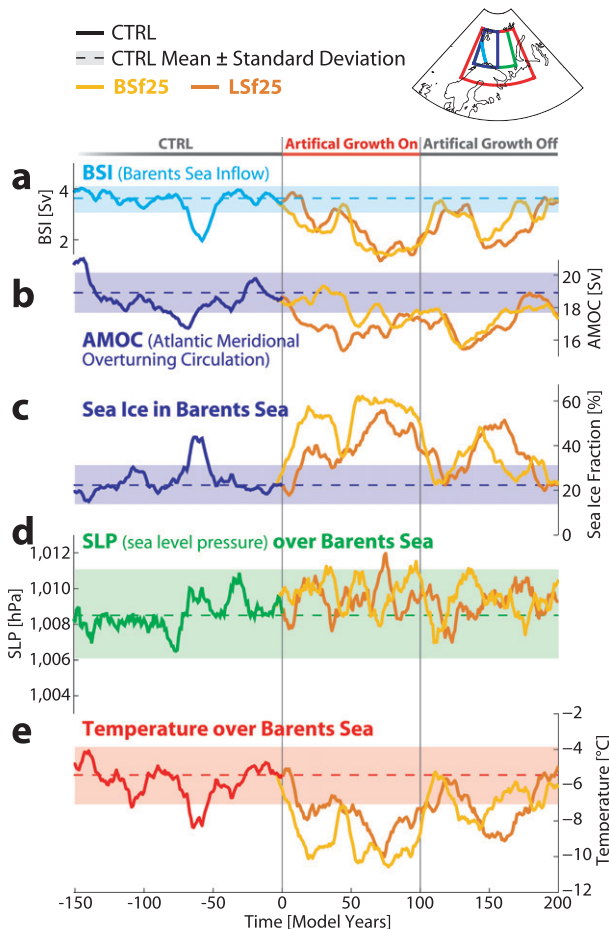 CTRL
CTRL Mean ± Standard Deviation
BSf25 LSf25
CTRL Artifical Growth On Artifical Growth Off
a
BSI (Barents Sea Inflow)
BSI [Sv]
4
2
b
AMOC (Atlantic Meridional
Overturning Circulation)
20
18
16
AMOC [Sv]
c
Sea Ice in Barents Sea
60
40
20
0
Sea Ice Fraction [%]
d
SLP (sea level pressure) over Barents Sea
SLP [hPa]
1,012
1,010
1,008
1,006
1,004
e
Temperature over Barents Sea
−2
−4
−6
−8
−10
−12
Temperature [°C]
-150 -100 -50 0 50 100 150 200
Time [Model Years]